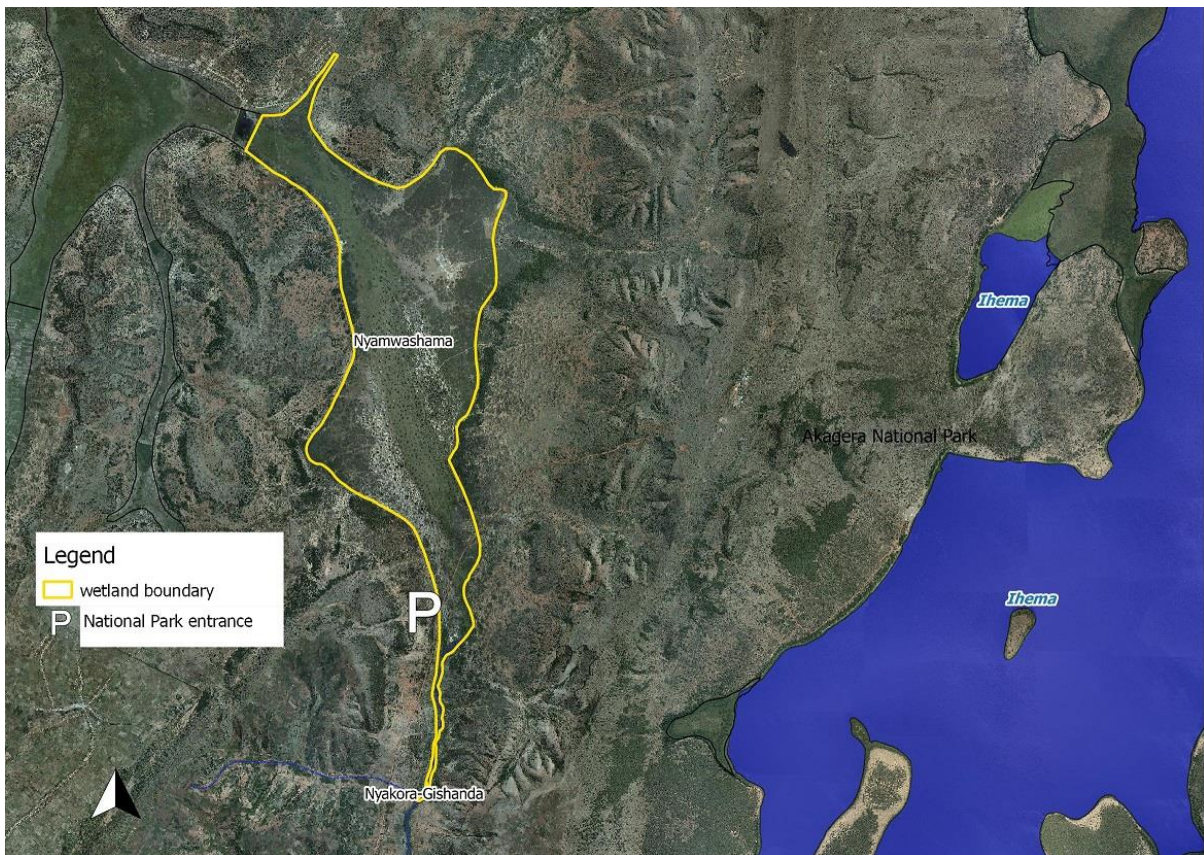 Ihema
Nyamwashama
Akagera National Park
Legend
wetland boundary
P National Park entrance
P
Ihema
Nyakora-Gishanda